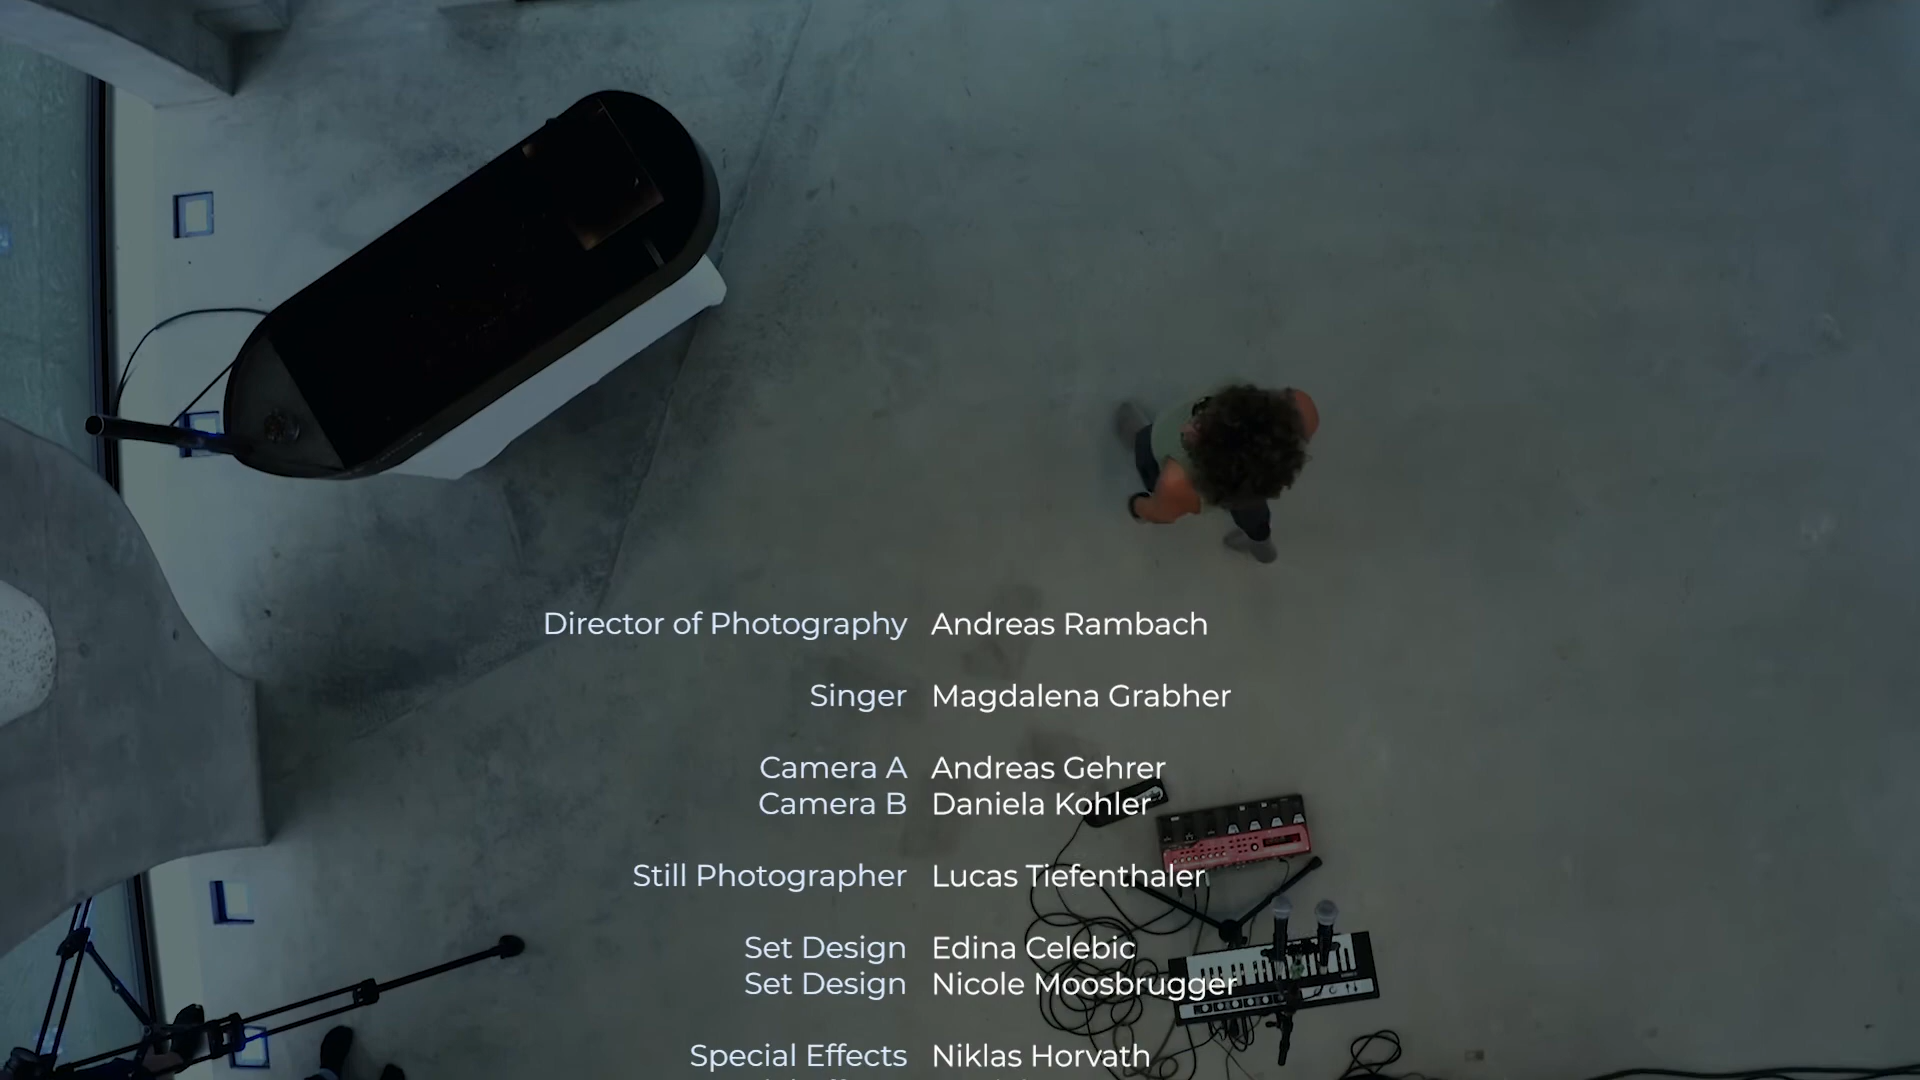 Director of Photography Andreas Rambach
Singer Magdalena Grabher
Camera A Andreas Gehrer
Camera B Daniela Kohler
Still Photographer Lucas Tiefenthaler
Set Design Edina Celebic
Set Design Nicole Moosbrugger
Special Effects Niklas Horvath